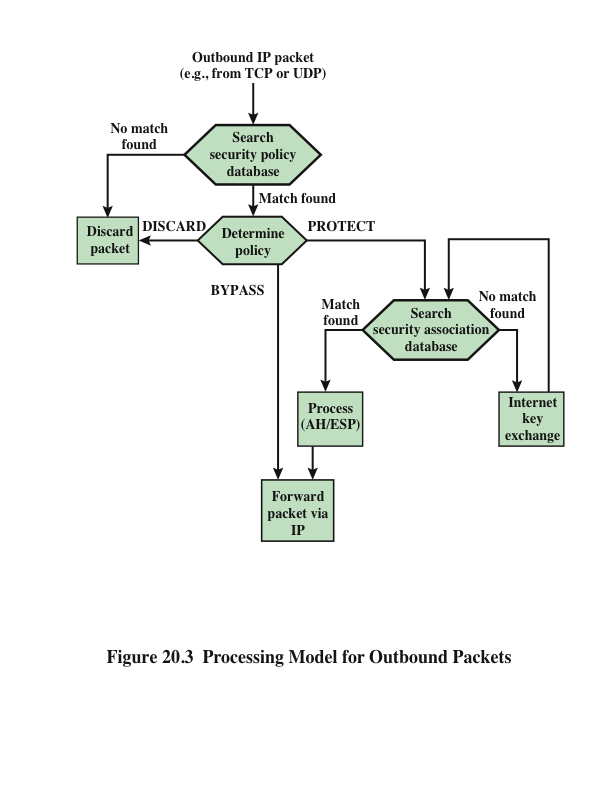 Outbound IP packet
(e.g., from TCP or UDP)
No match
found
Search
security policy
database
Match found
Discard
packet
DISCARD
Determine
policy
PROTECT
BYPASS
Match
found
Search
security association
database
No match
found
Process
(AH/ESP)
Internet
key
exchange
Forward
packet via
IP
Figure 20.3 Processing Model for Outbound Packets